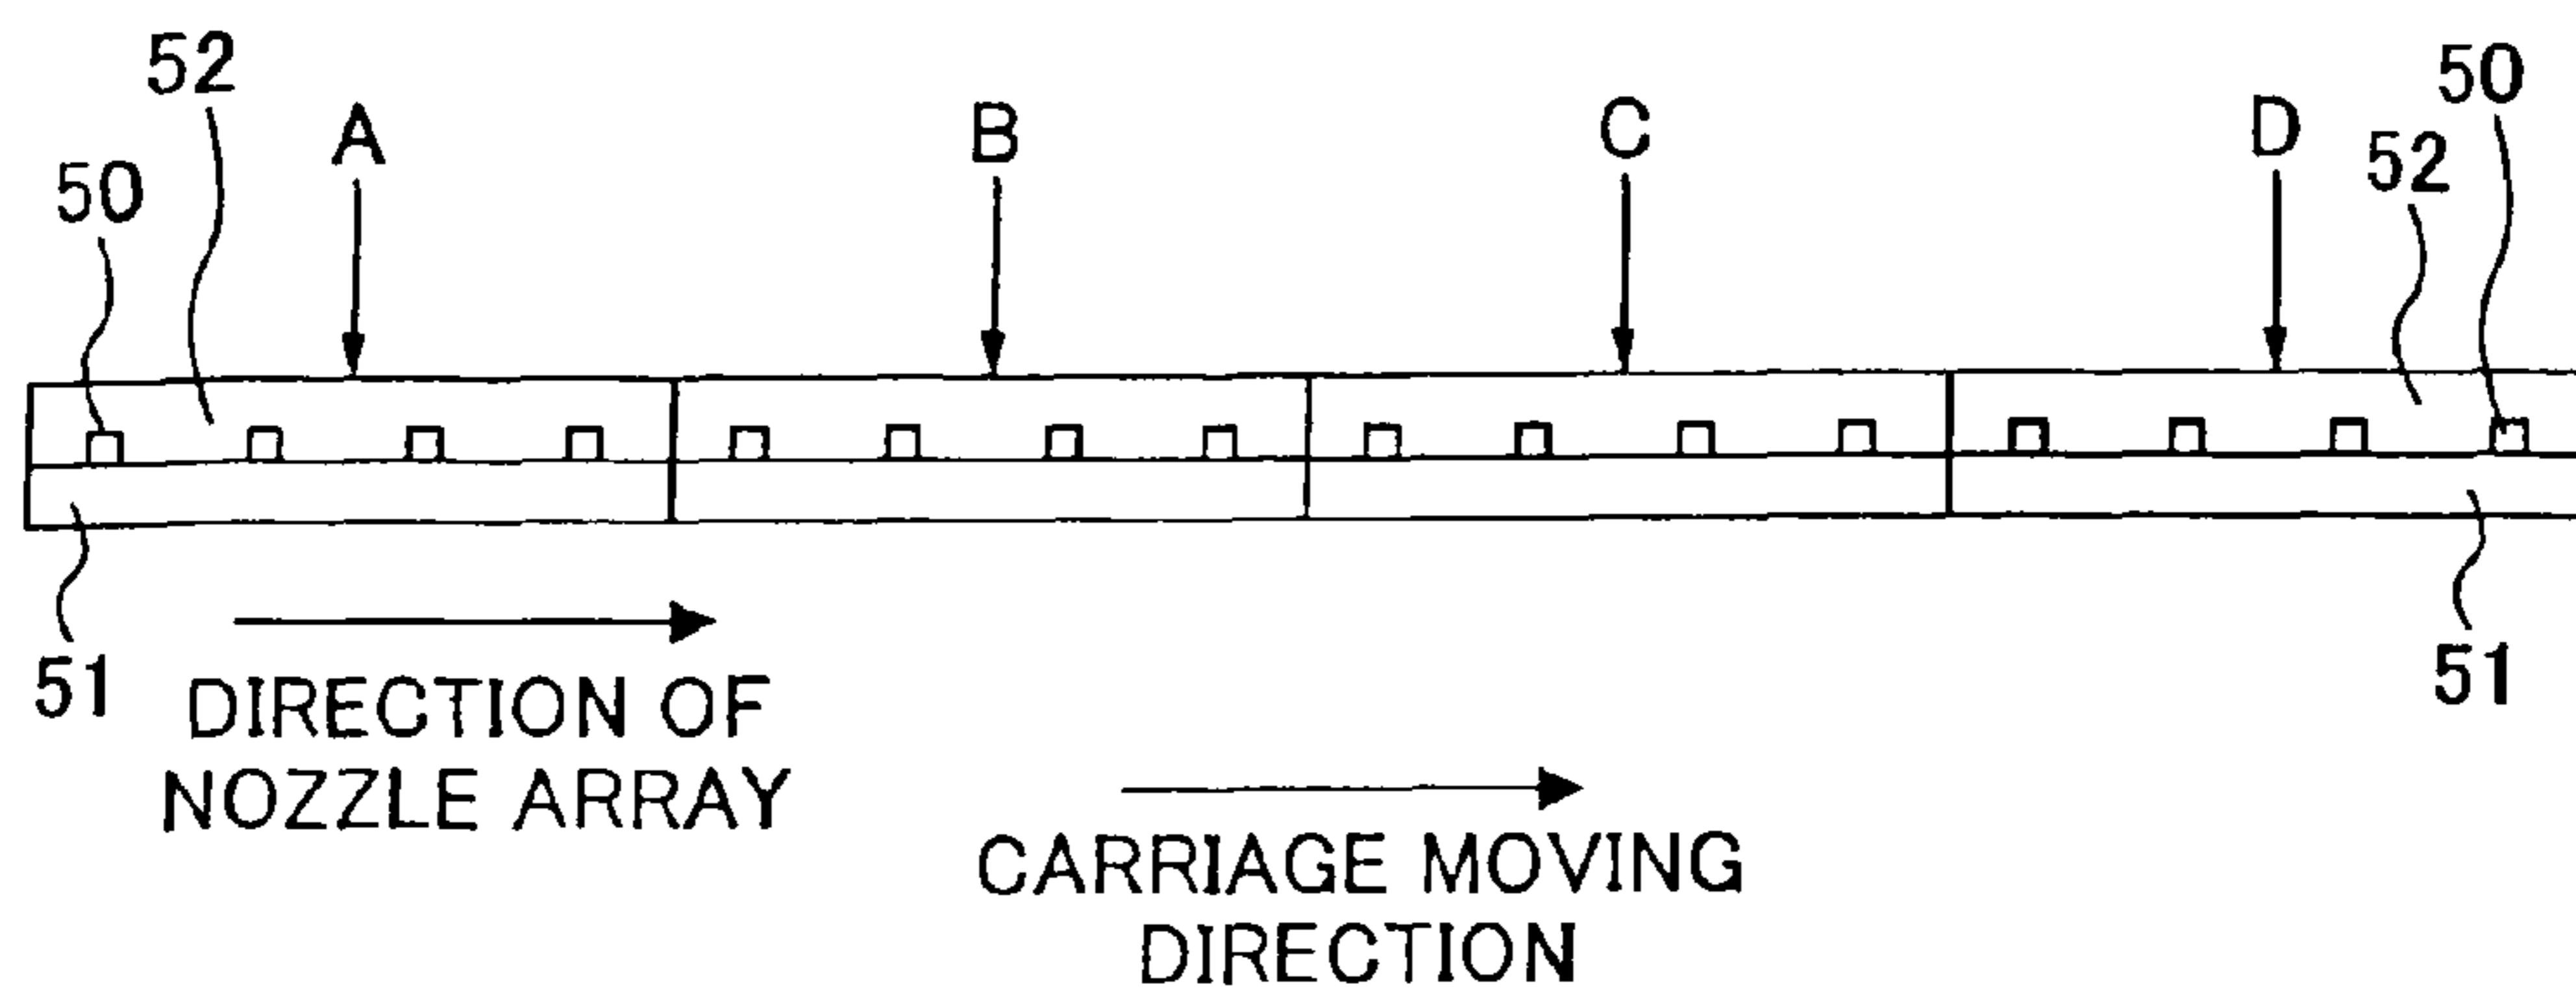 52
50
A
B
C
D
50
52
51
51
DIRECTION OF
NOZZLE ARRAY
CARRIAGE MOVING
DIRECTION